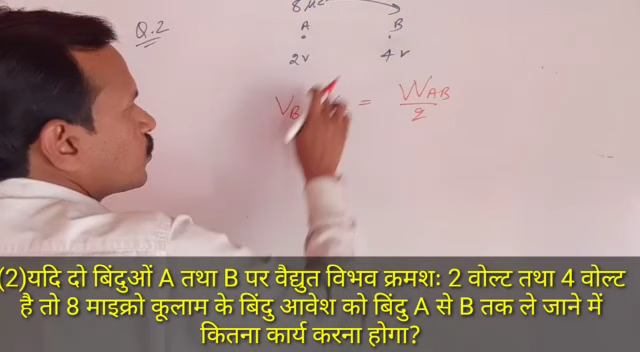 Q.2
8 μC
A B
2V 4V
V_B = W_AB / q
(2)यदि दो बिंदुओं A तथा B पर वैद्युत विभव क्रमशः 2 वोल्ट तथा 4 वोल्ट
है तो 8 माइक्रो कूलाम के बिंदु आवेश को बिंदु A से B तक ले जाने में
कितना कार्य करना होगा?